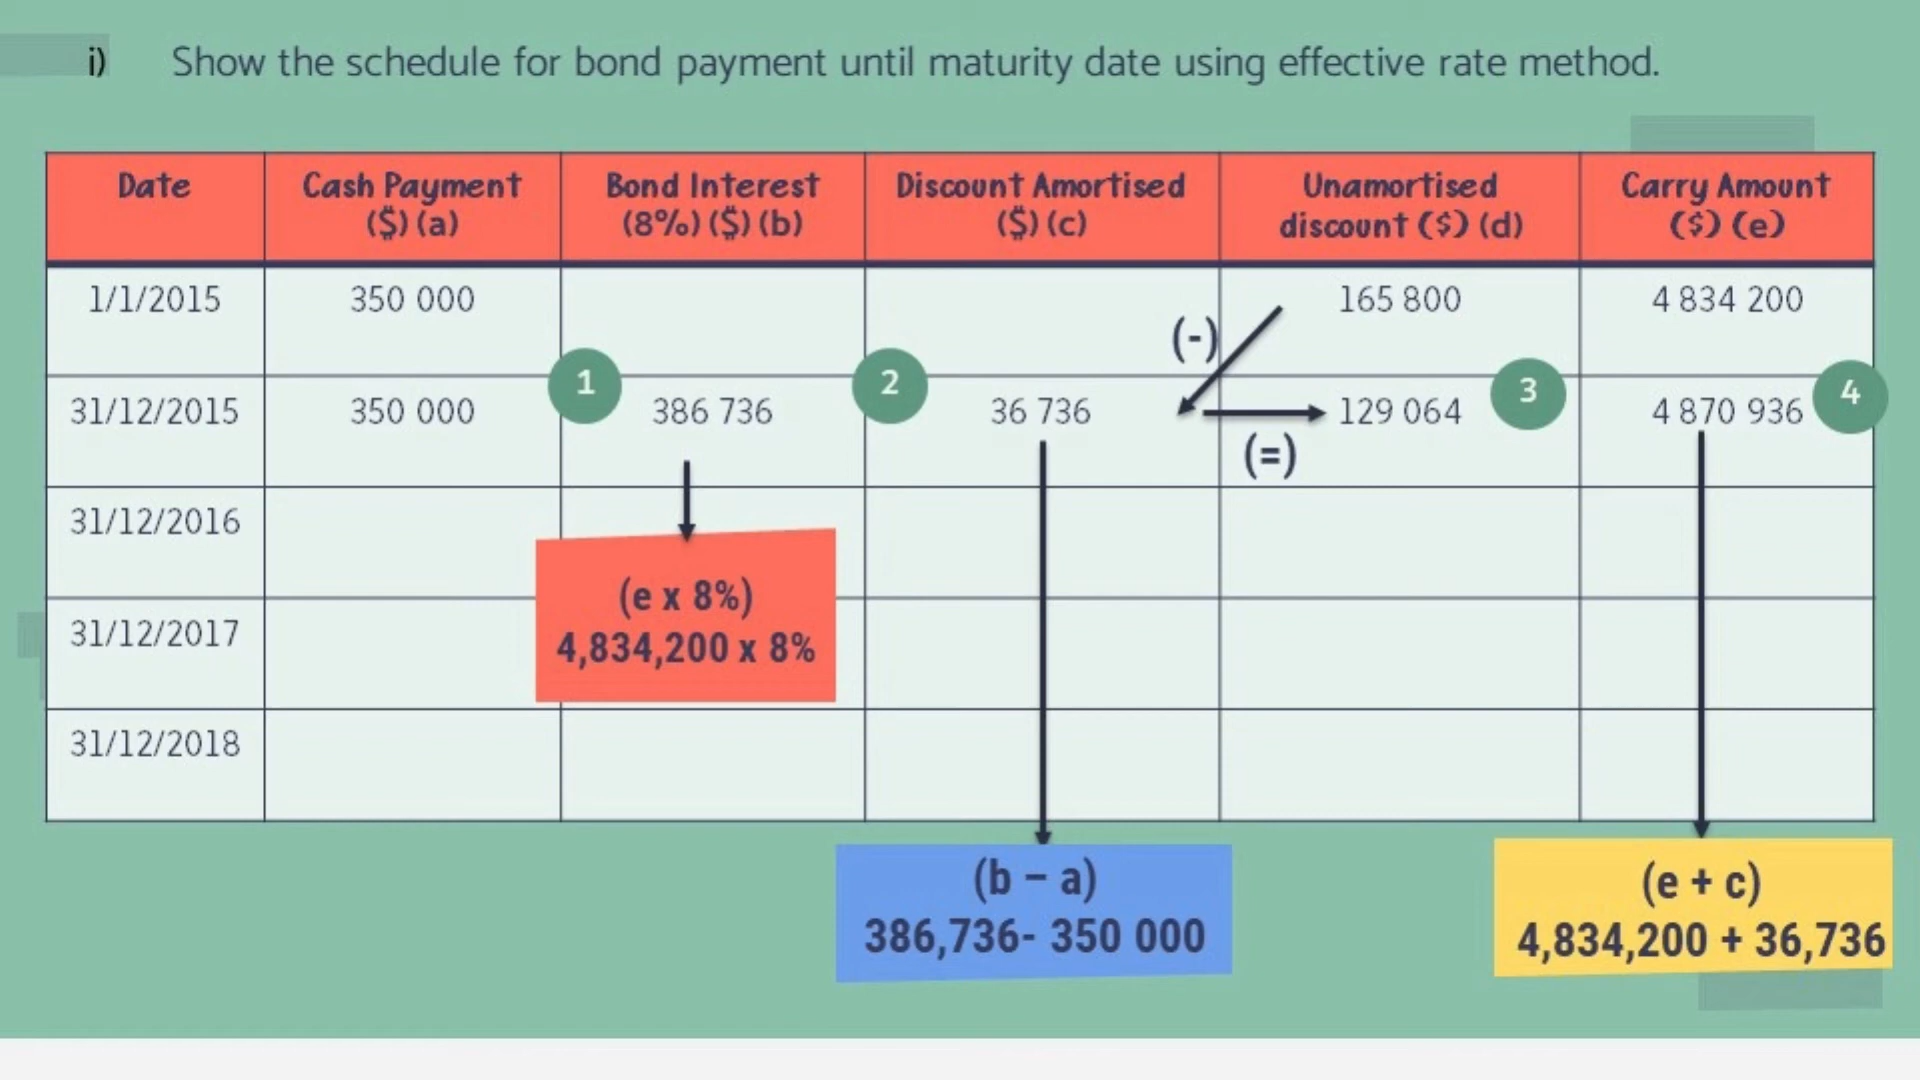 i) Show the schedule for bond payment until maturity date using effective rate method.
Date
Cash Payment
($) (a)
Bond Interest
(8%) ($) (b)
Discount Amortised
($) (c)
Unamortised
discount ($) (d)
Carry Amount
($) (e)
1/1/2015 350 000 165 800 4 834 200
(-)
1 2 3 4
31/12/2015 350 000 386 736 36 736 129 064 4 870 936
(=)
31/12/2016
(e x 8%)
4,834,200 x 8%
31/12/2017
31/12/2018
(b – a)
386,736- 350 000
(e + c)
4,834,200 + 36,736